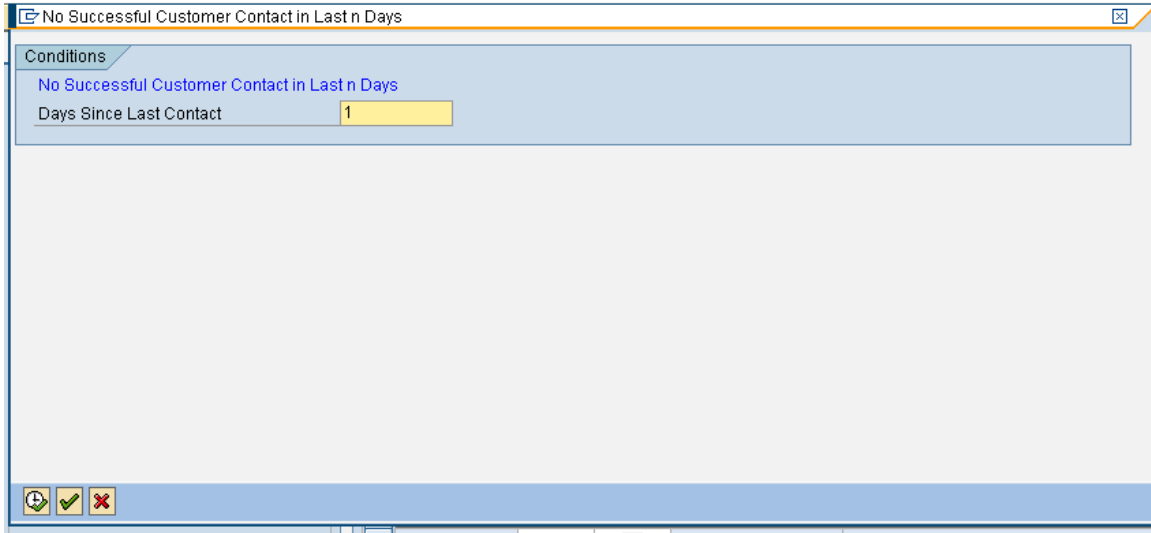 No Successful Customer Contact in Last n Days
Conditions
No Successful Customer Contact in Last n Days
Days Since Last Contact 1